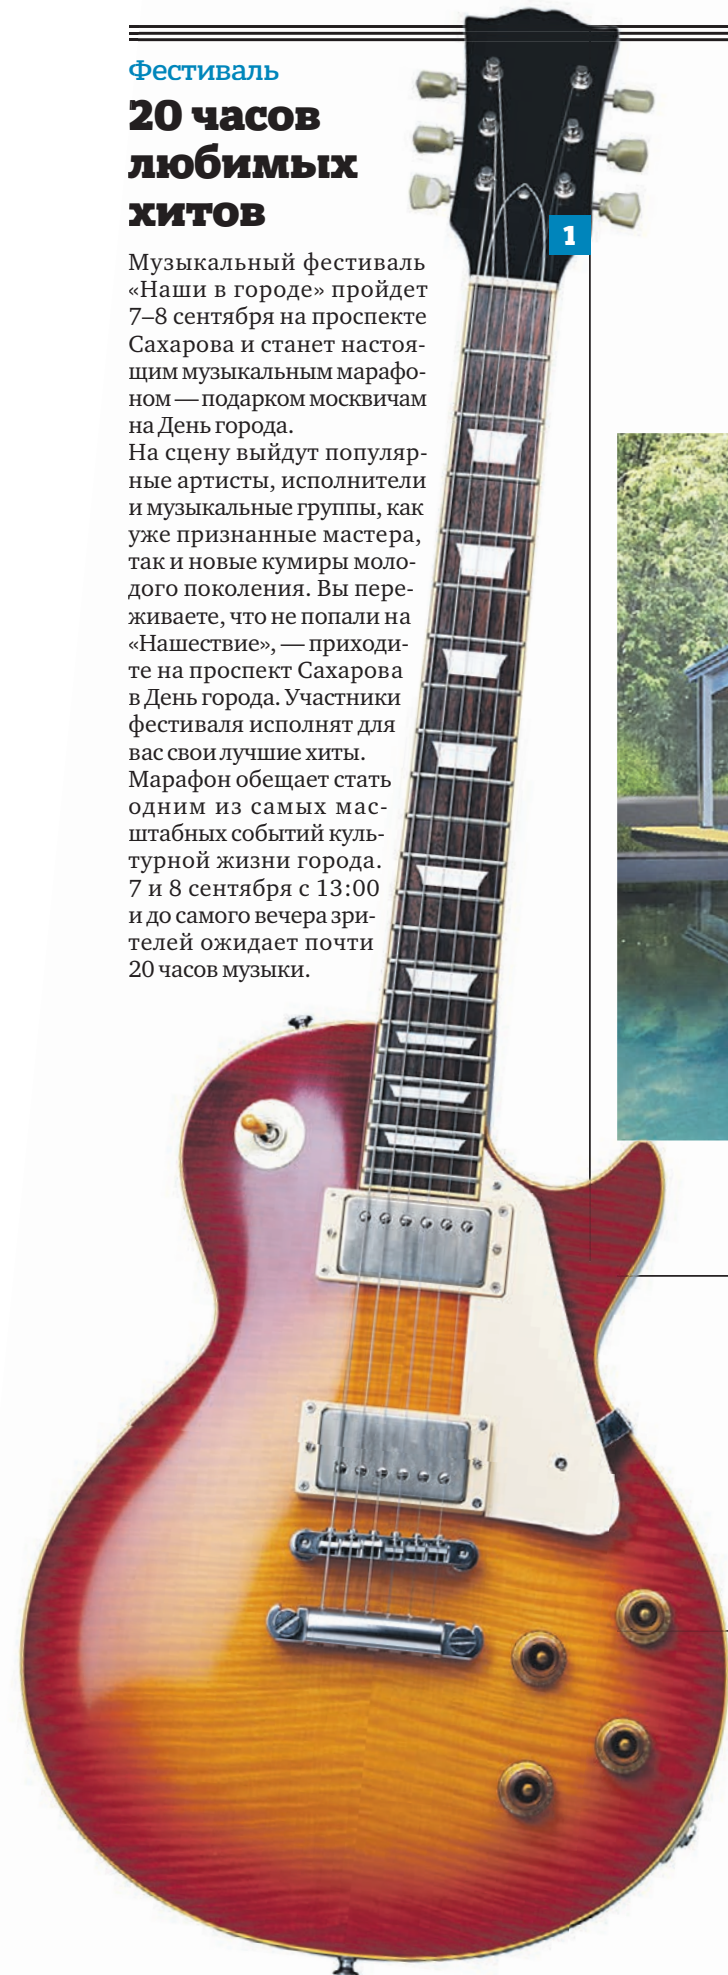 Фестиваль
20 часов
любимых
хитов
1
Музыкальный фестиваль
«Наши в городе» пройдет
7–8 сентября на проспекте
Сахарова и станет настоя-
щим музыкальным марафо-
ном — подарком москвичам
на День города.
На сцену выйдут популяр-
ные артисты, исполнители
и музыкальные группы, как
уже признанные мастера,
так и новые кумиры моло-
дого поколения. Вы пере-
живаете, что не попали на
«Нашествие», — приходи-
те на проспект Сахарова
в День города. Участники
фестиваля исполнят для
вас свои лучшие хиты.
Марафон обещает стать
одним из самых мас-
штабных событий куль-
турной жизни города.
7 и 8 сентября с 13:00
и до самого вечера зри-
телей ожидает почти
20 часов музыки.